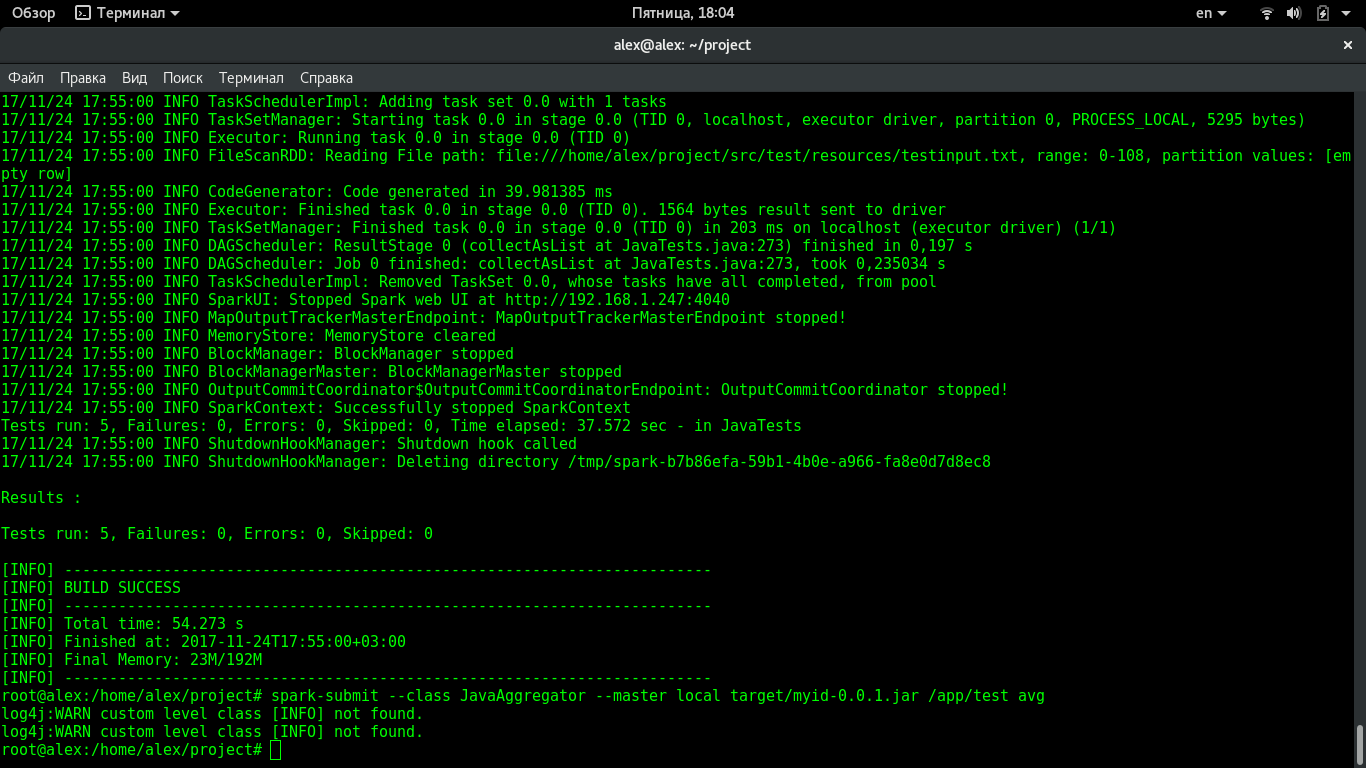 Обзор Терминал Пятница, 18:04 en
alex@alex: ~/project
Файл Правка Вид Поиск Терминал Справка
17/11/24 17:55:00 INFO TaskSchedulerImpl: Adding task set 0.0 with 1 tasks
17/11/24 17:55:00 INFO TaskSetManager: Starting task 0.0 in stage 0.0 (TID 0, localhost, executor driver, partition 0, PROCESS_LOCAL, 5295 bytes)
17/11/24 17:55:00 INFO Executor: Running task 0.0 in stage 0.0 (TID 0)
17/11/24 17:55:00 INFO FileScanRDD: Reading File path: file:///home/alex/project/src/test/resources/testinput.txt, range: 0-108, partition values: [em
pty row]
17/11/24 17:55:00 INFO CodeGenerator: Code generated in 39.981385 ms
17/11/24 17:55:00 INFO Executor: Finished task 0.0 in stage 0.0 (TID 0). 1564 bytes result sent to driver
17/11/24 17:55:00 INFO TaskSetManager: Finished task 0.0 in stage 0.0 (TID 0) in 203 ms on localhost (executor driver) (1/1)
17/11/24 17:55:00 INFO DAGScheduler: ResultStage 0 (collectAsList at JavaTests.java:273) finished in 0,197 s
17/11/24 17:55:00 INFO DAGScheduler: Job 0 finished: collectAsList at JavaTests.java:273, took 0,235034 s
17/11/24 17:55:00 INFO TaskSchedulerImpl: Removed TaskSet 0.0, whose tasks have all completed, from pool
17/11/24 17:55:00 INFO SparkUI: Stopped Spark web UI at http://192.168.1.247:4040
17/11/24 17:55:00 INFO MapOutputTrackerMasterEndpoint: MapOutputTrackerMasterEndpoint stopped!
17/11/24 17:55:00 INFO MemoryStore: MemoryStore cleared
17/11/24 17:55:00 INFO BlockManager: BlockManager stopped
17/11/24 17:55:00 INFO BlockManagerMaster: BlockManagerMaster stopped
17/11/24 17:55:00 INFO OutputCommitCoordinator$OutputCommitCoordinatorEndpoint: OutputCommitCoordinator stopped!
17/11/24 17:55:00 INFO SparkContext: Successfully stopped SparkContext
Tests run: 5, Failures: 0, Errors: 0, Skipped: 0, Time elapsed: 37.572 sec - in JavaTests
17/11/24 17:55:00 INFO ShutdownHookManager: Shutdown hook called
17/11/24 17:55:00 INFO ShutdownHookManager: Deleting directory /tmp/spark-b7b86efa-59b1-4b0e-a966-fa8e0d7d8ec8
Results :
Tests run: 5, Failures: 0, Errors: 0, Skipped: 0
[INFO] ------------------------------------------------------------------------
[INFO] BUILD SUCCESS
[INFO] ------------------------------------------------------------------------
[INFO] Total time: 54.273 s
[INFO] Finished at: 2017-11-24T17:55:00+03:00
[INFO] Final Memory: 23M/192M
[INFO] ------------------------------------------------------------------------
root@alex:/home/alex/project# spark-submit --class JavaAggregator --master local target/myid-0.0.1.jar /app/test avg
log4j:WARN custom level class [INFO] not found.
log4j:WARN custom level class [INFO] not found.
root@alex:/home/alex/project#